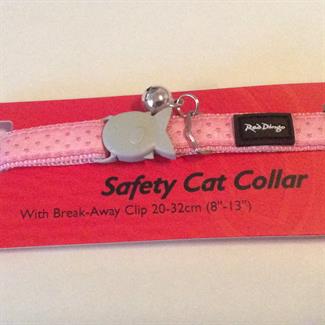 Red Dingo
Safety Cat Collar
With Break-Away Clip 20-32cm (8"-13")